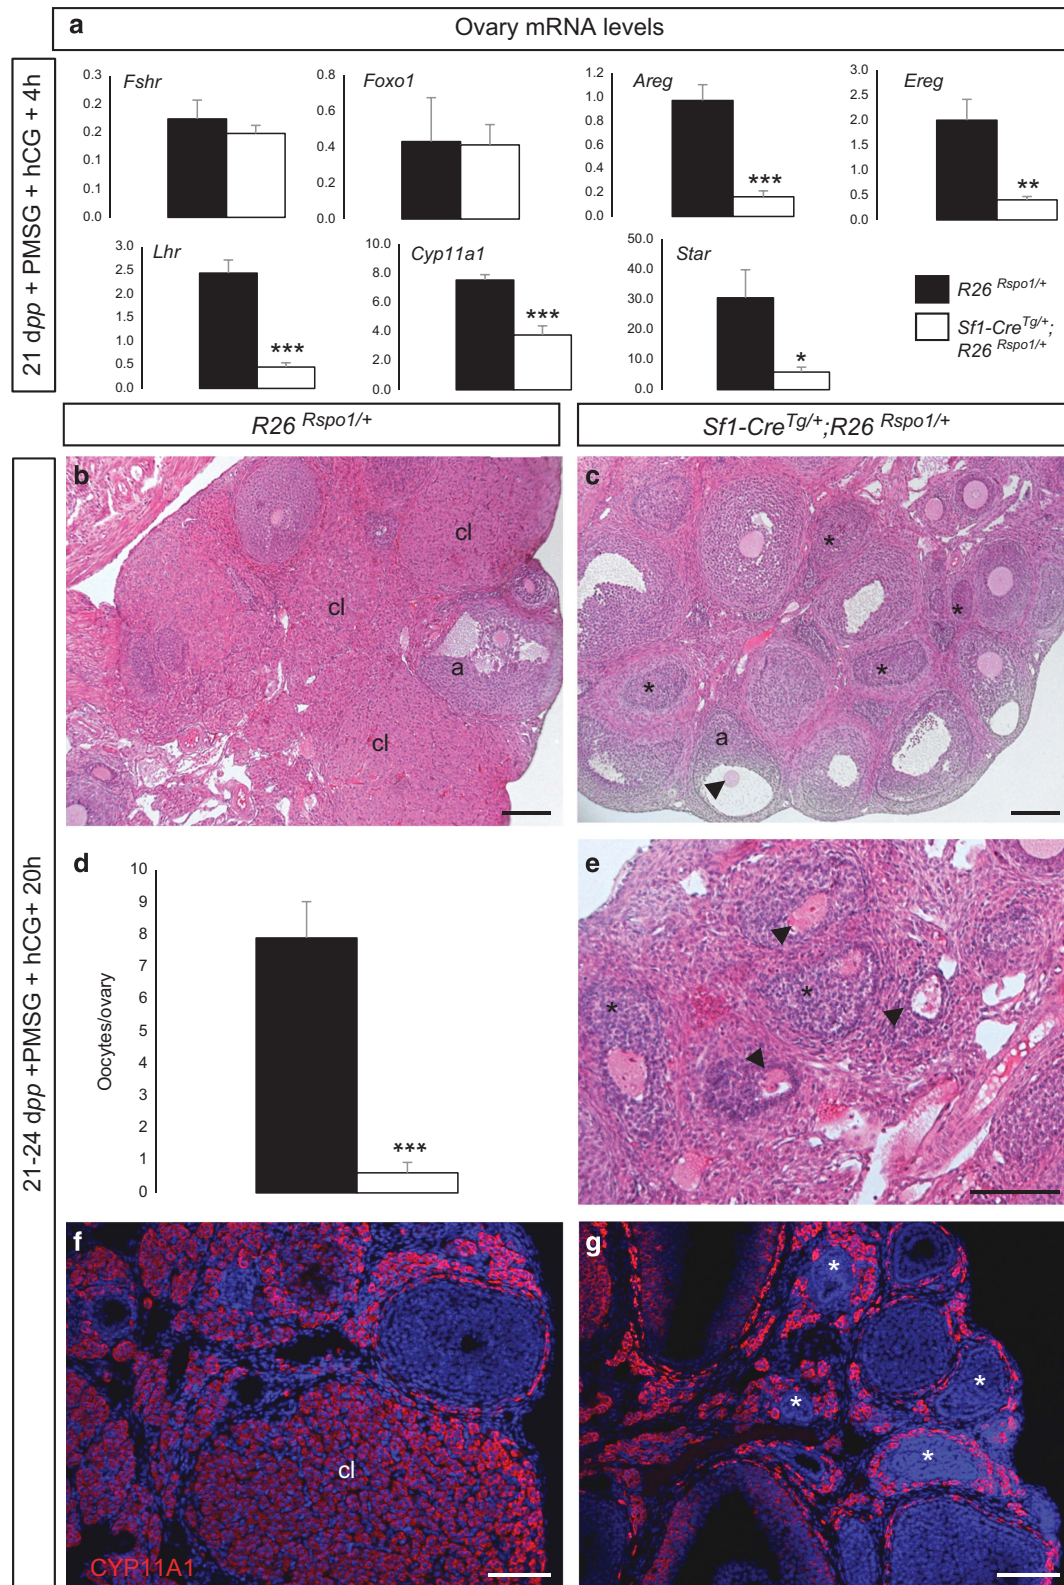 a
Ovary mRNA levels
21 dpp + PMSG + hCG + 4h
Fshr
0.3
0.2
0.2
0.1
0.1
0.0
Foxo1
0.8
0.6
0.4
0.2
0.0
Areg
1.2
1.0
0.8
0.6
0.4
0.2
0.0
***
Ereg
3.0
2.5
2.0
1.5
1.0
0.5
0.0
**
Lhr
3.0
2.5
2.0
1.5
1.0
0.5
0.0
***
Cyp11a1
10.0
8.0
6.0
4.0
2.0
0.0
***
Star
50.0
40.0
30.0
20.0
10.0
0.0
*
R26 Rspo1/+
Sf1-CreTg/+;
R26 Rspo1/+
R26 Rspo1/+
Sf1-CreTg/+;R26 Rspo1/+
21-24 dpp +PMSG + hCG+ 20h
b
cl
cl
a
cl
c
*
*
*
*
a
d
Oocytes/ovary
10
9
8
7
6
5
4
3
2
1
0
***
e
*
*
f
cl
CYP11A1
g
*
*
*
*